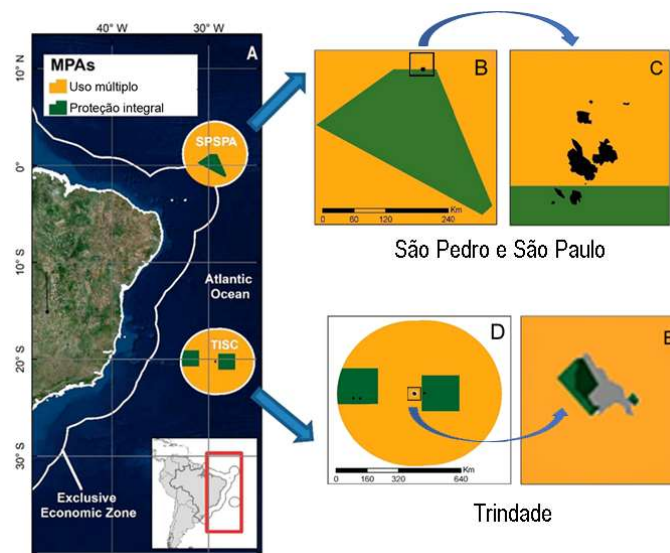 40° W
30° W
A
MPAs
Uso múltiplo
Proteção integral
10° N
0°
10° S
20° S
30° S
SPSPA
Atlantic
Ocean
TISC
Exclusive
Economic Zone
B
0 60 120 240
Km
C
São Pedro e São Paulo
D
0 160 320 640
Km
E
Trindade